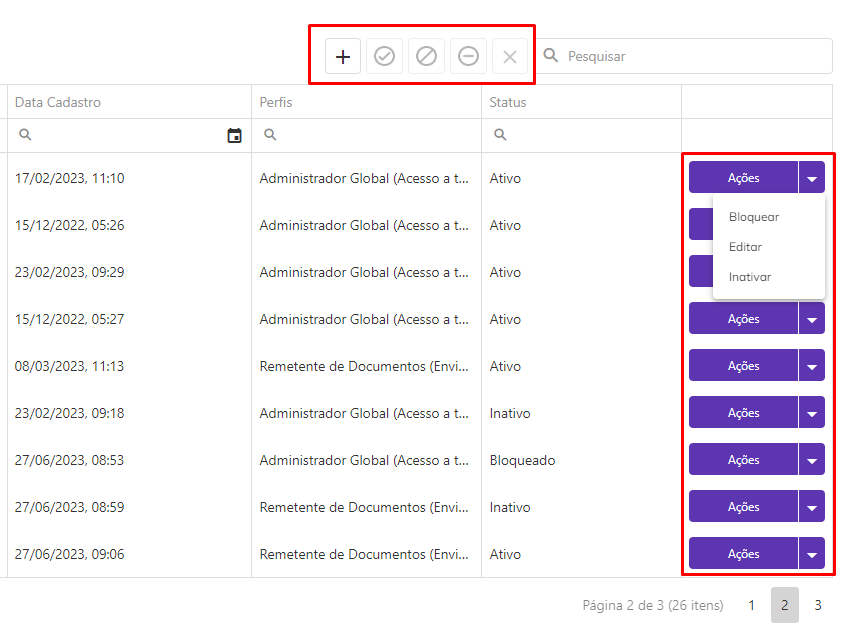 Pesquisar
Data Cadastro Perfis Status
17/02/2023, 11:10 Administrador Global (Acesso a t... Ativo Ações
Bloquear
15/12/2022, 05:26 Administrador Global (Acesso a t... Ativo
Editar
23/02/2023, 09:29 Administrador Global (Acesso a t... Ativo
Inativar
15/12/2022, 05:27 Administrador Global (Acesso a t... Ativo Ações
08/03/2023, 11:13 Remetente de Documentos (Envi... Ativo Ações
23/02/2023, 09:18 Administrador Global (Acesso a t... Inativo Ações
27/06/2023, 08:53 Administrador Global (Acesso a t... Bloqueado Ações
27/06/2023, 08:59 Remetente de Documentos (Envi... Inativo Ações
27/06/2023, 09:06 Remetente de Documentos (Envi... Ativo Ações
Página 2 de 3 (26 itens) 1 2 3